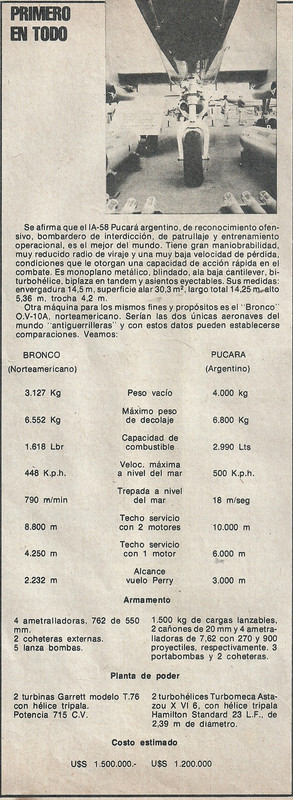 PRIMERO
EN TODO
Se afirma que el IA-58 Pucará argentino, de reconocimiento ofen-
sivo, bombardero de interdicción, de patrullaje y entrenamiento
operacional, es el mejor del mundo. Tiene gran maniobrabilidad,
muy reducido radio de viraje y una muy baja velocidad de pérdida,
condiciones que le otorgan una capacidad de acción rápida en el
combate. Es monoplano metálico, blindado, ala baja cantilever, bi-
turbohélice, biplaza en tandem y asientos eyectables. Sus medidas:
envergadura 14,5 m, superficie alar 30,3 m², largo total 14,25 m, alto
5,36 m, trocha 4,2 m.
Otra máquina para los mismos fines y propósitos es el "Bronco"
O.V-10A, norteamericano. Serían las dos únicas aeronaves del
mundo "antiguerrilleras" y con estos datos pueden establecerse
comparaciones. Veamos:
BRONCO PUCARA
(Norteamericano) (Argentino)
3.127 Kg Peso vacío 4.000 kg
Máximo peso
6.552 Kg de decolaje 6.800 Kg
Capacidad de
1.618 Lbr combustible 2.990 Lts
Veloc. máxima
448 K.p.h. a nivel del mar 500 K.p.h.
Trepada a nivel
790 m/min del mar 18 m/seg
Techo servicio
8.800 m con 2 motores 10.000 m
Techo servicio
4.250 m con 1 motor 6.000 m
Alcance
2.232 m vuelo Perry 3.000 m
Armamento
4 ametralladoras, 762 de 550
mm.
2 coheteras externas.
5 lanza bombas.
1.500 kg de cargas lanzables,
2 cañones de 20 mm y 4 ametra-
lladoras de 7,62 con 270 y 900
proyectiles, respectivamente. 3
portabombas y 2 coheteras.
Planta de poder
2 turbinas Garrett modelo T.76
con hélice tripala.
Potencia 715 C.V.
2 turbohélices Turbomeca Asta-
zou X VI 6, con hélice tripala
Hamilton Standard 23 L.F., de
2,39 m de diámetro.
Costo estimado
U$S 1.500.000.- U$S 1.200.000